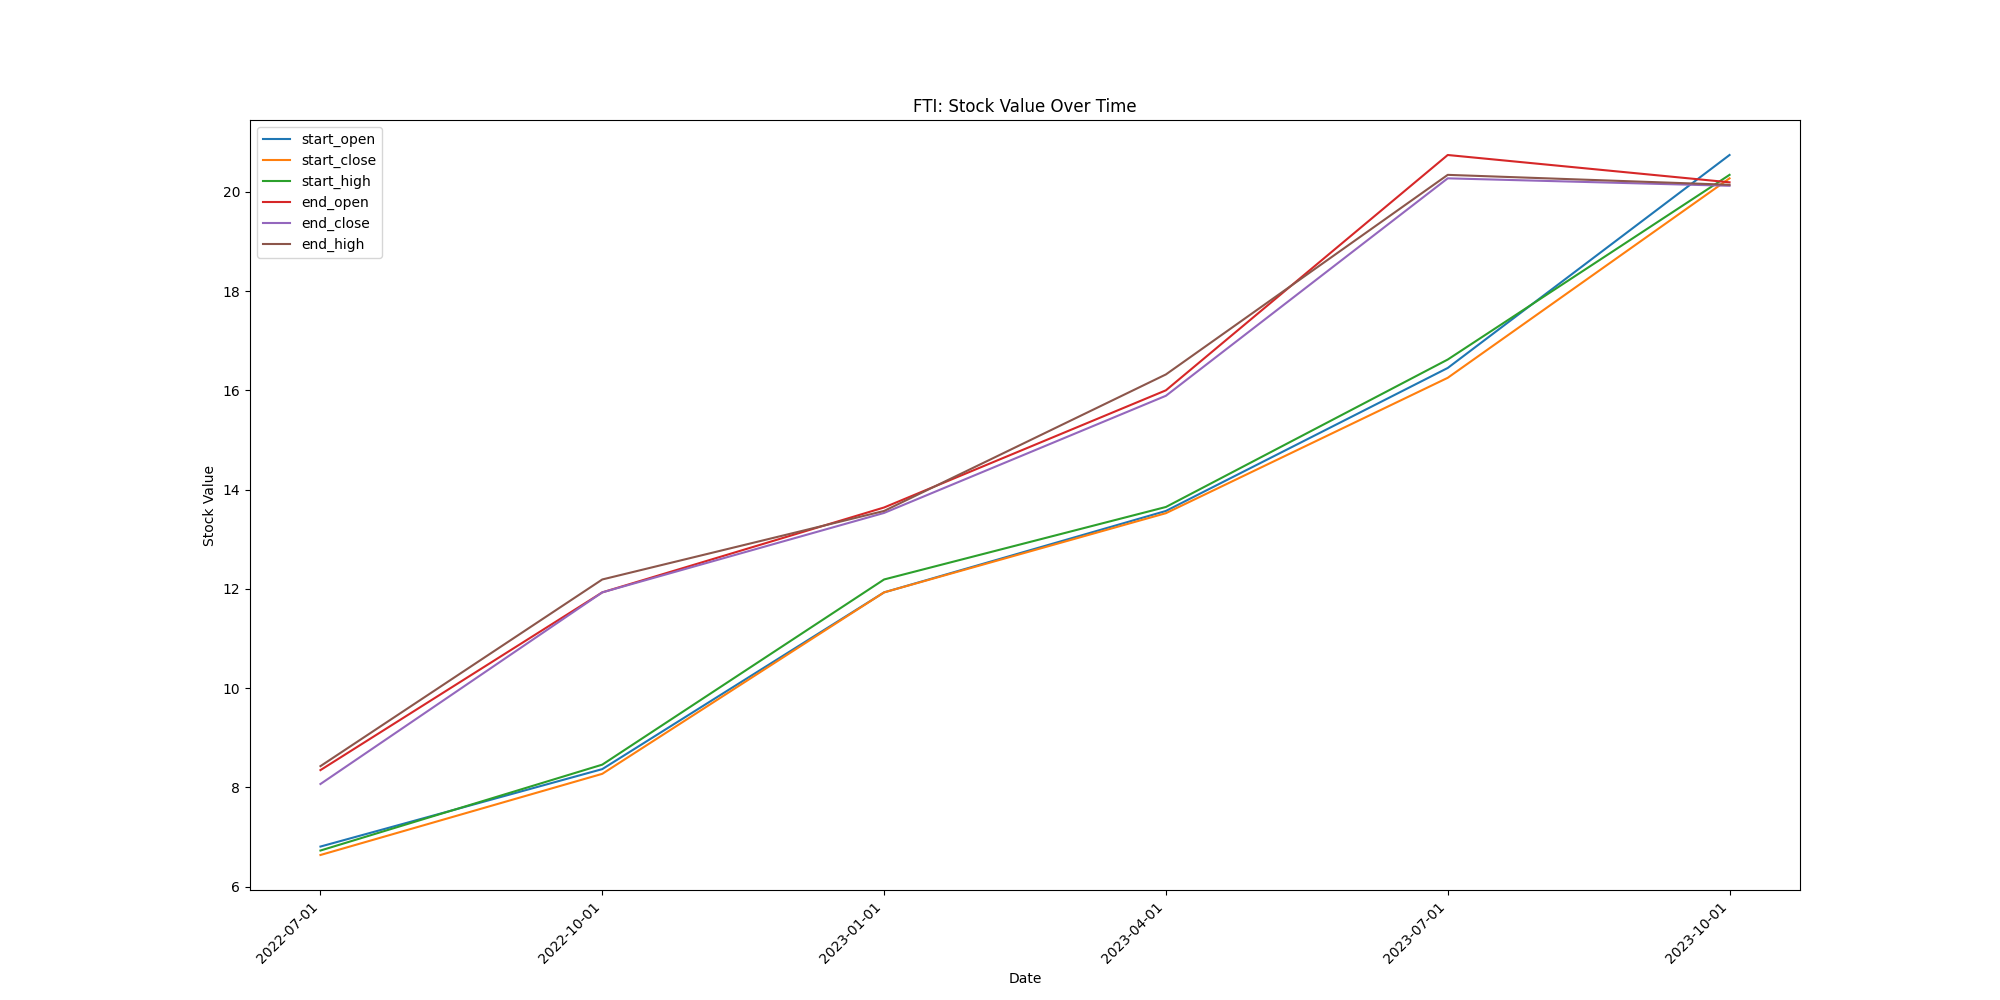 FTI: Stock Value Over Time
start_open
start_close
start_high
end_open
end_close
end_high
20
18
16
14
12
10
8
6
Stock Value
2022-07-01
2022-10-01
2023-01-01
2023-04-01
2023-07-01
2023-10-01
Date